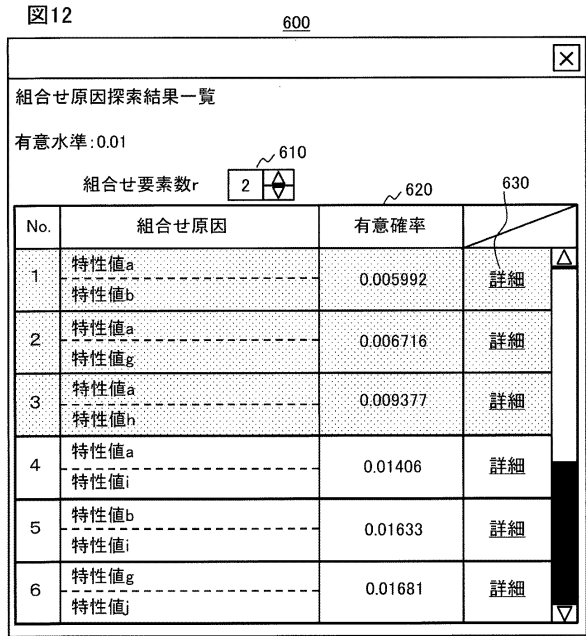 図12
600
組合せ原因探索結果一覧
有意水準:0.01
610
組合せ要素数r 2
620
630
No. 組合せ原因 有意確率
1 特性値a 特性値b 0.005992 詳細
2 特性値a 特性値g 0.006716 詳細
3 特性値a 特性値h 0.009377 詳細
4 特性値a 特性値i 0.01406 詳細
5 特性値b 特性値i 0.01633 詳細
6 特性値g 特性値j 0.01681 詳細